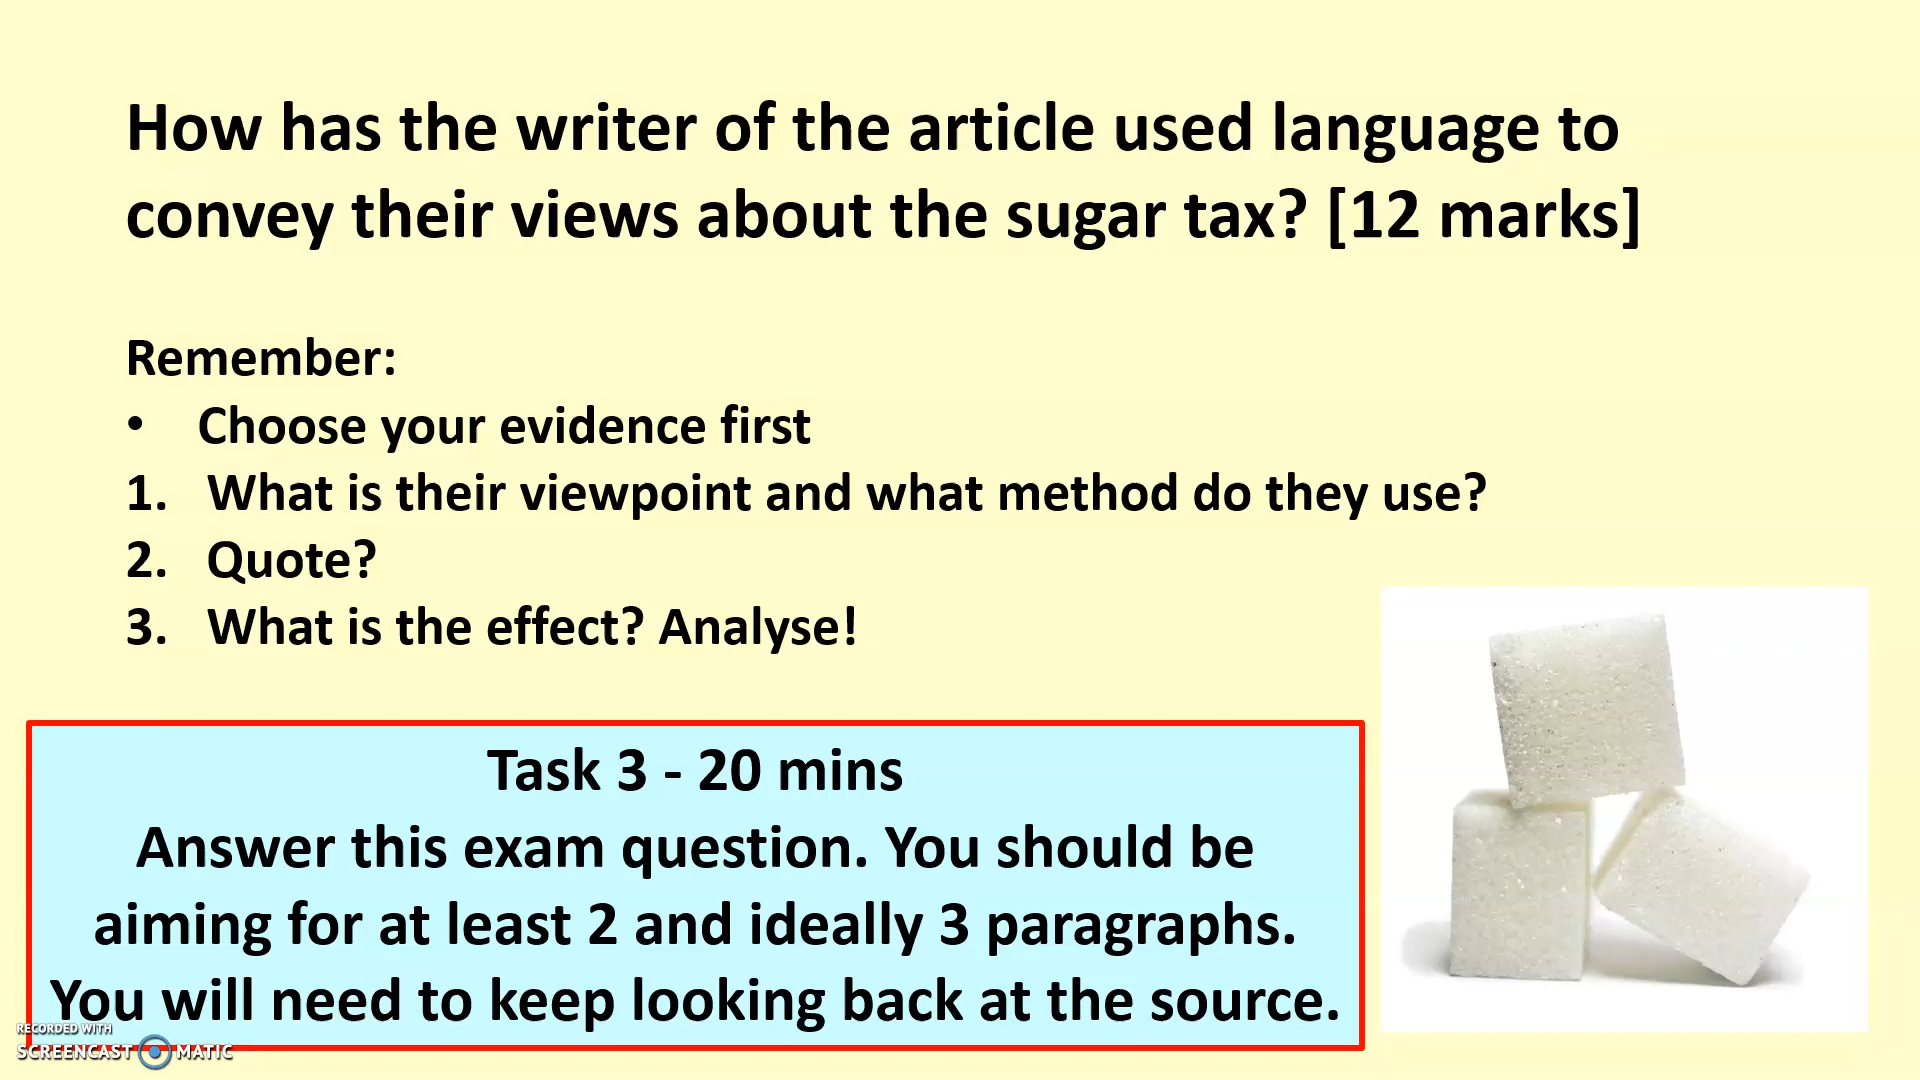 How has the writer of the article used language to
convey their views about the sugar tax? [12 marks]
Remember:
• Choose your evidence first
1. What is their viewpoint and what method do they use?
2. Quote?
3. What is the effect? Analyse!
Task 3 - 20 mins
Answer this exam question. You should be
aiming for at least 2 and ideally 3 paragraphs.
You will need to keep looking back at the source.
RECORDED WITH
SCREENCAST MATIC